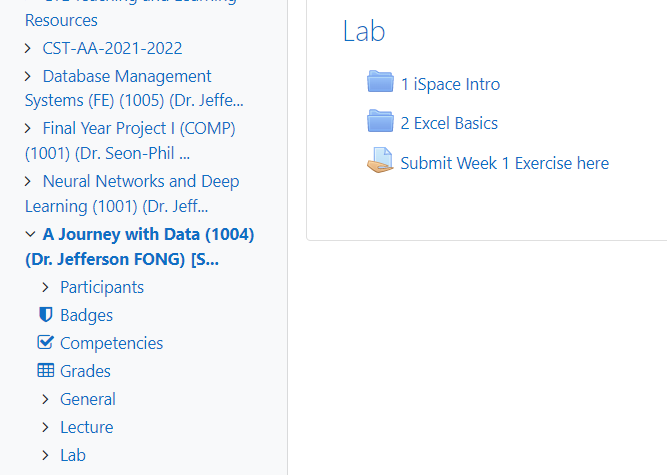 Resources
CST-AA-2021-2022
Database Management
Systems (FE) (1005) (Dr. Jeffe...
Final Year Project I (COMP)
(1001) (Dr. Seon-Phil ...
Neural Networks and Deep
Learning (1001) (Dr. Jeff...
A Journey with Data (1004)
(Dr. Jefferson FONG) [S...
Participants
Badges
Competencies
Grades
General
Lecture
Lab
Lab
1 iSpace Intro
2 Excel Basics
Submit Week 1 Exercise here